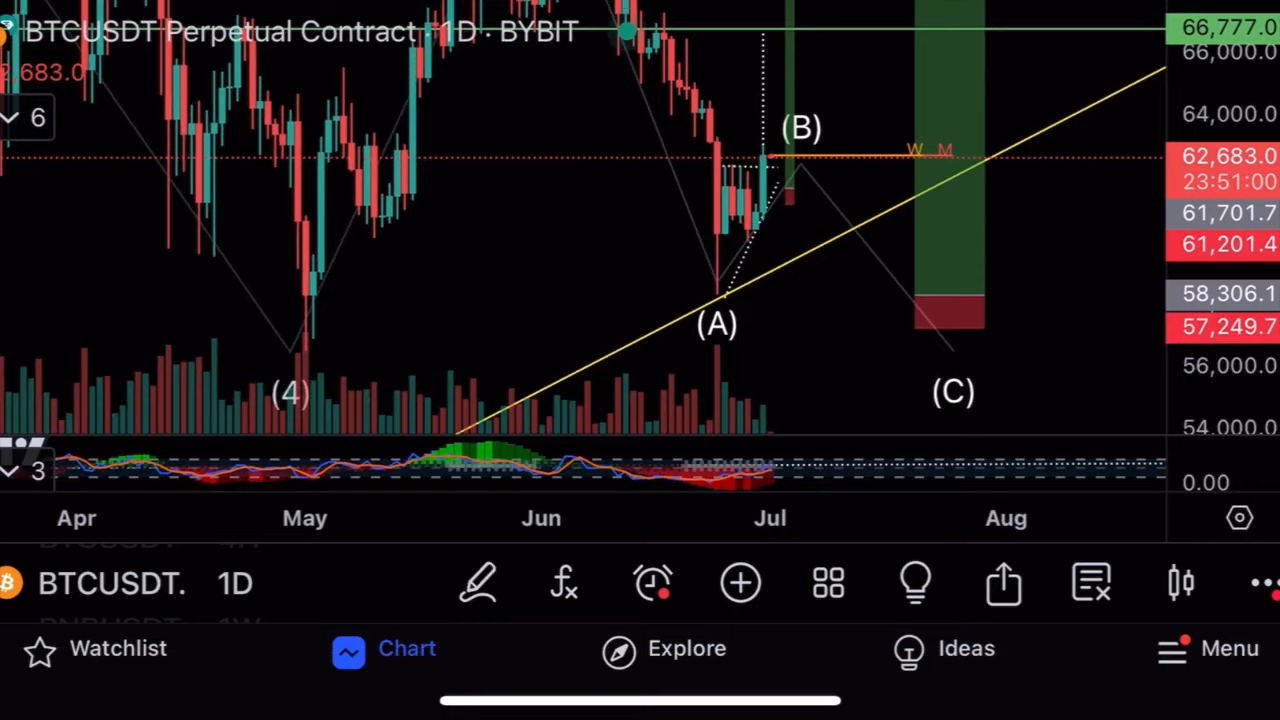 BTCUSDT Perpetual Contract · 1D · BYBIT
2,683.0
6
66,777.0
66,000.0
64,000.0
(B)
W M
62,683.0
23:51:00
61,701.7
61,201.4
58,306.1
57,249.7
(A)
56,000.0
(4)
(C)
54,000.0
3
0.00
Apr May Jun Jul Aug
BTCUSDT. 1D
Watchlist Chart Explore Ideas Menu